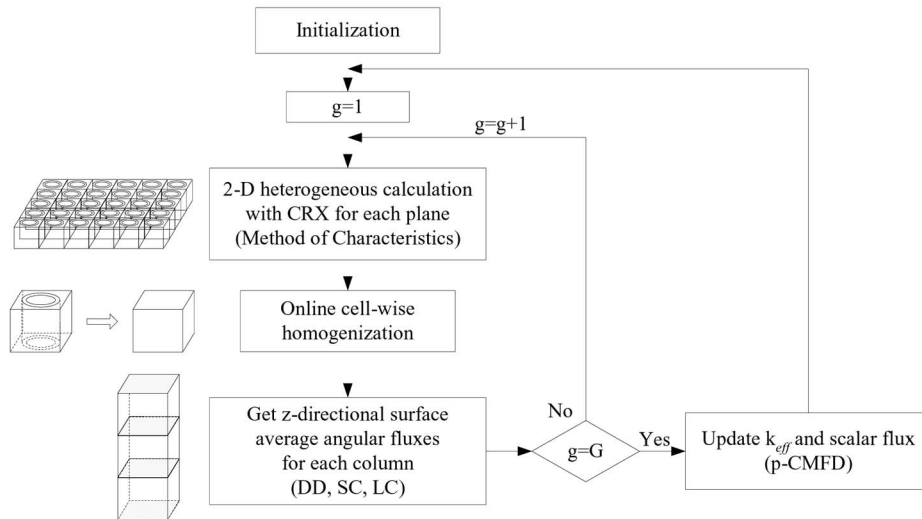 Initialization
g=1
g=g+1
2-D heterogeneous calculation
with CRX for each plane
(Method of Characteristics)
Online cell-wise
homogenization
Get z-directional surface
average angular fluxes
for each column
(DD, SC, LC)
No
g=G
Yes
Update keff and scalar flux
(p-CMFD)